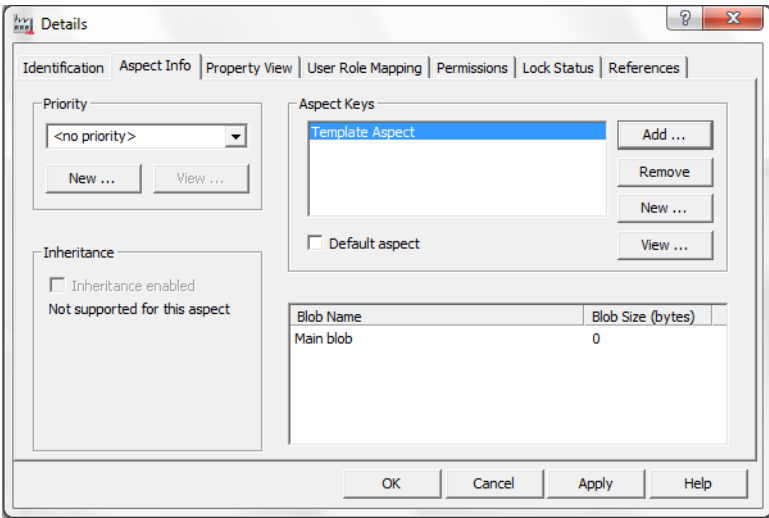 Details
?
X
Identification
Aspect Info
Property View
User Role Mapping
Permissions
Lock Status
References
Priority
<no priority>
New ...
View ...
Aspect Keys
Template Aspect
Add ...
Remove
New ...
View ...
Default aspect
Inheritance
Inheritance enabled
Not supported for this aspect
Blob Name Blob Size (bytes)
Main blob 0
OK
Cancel
Apply
Help